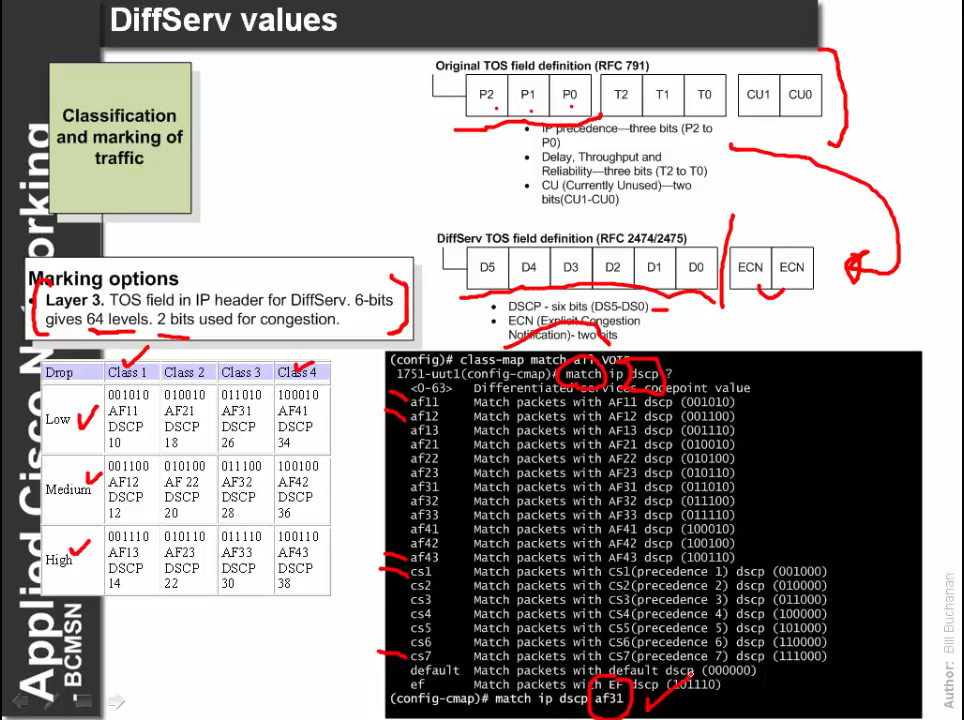 DiffServ values
Classification
and marking of
traffic
Original TOS field definition (RFC 791)
P2 P1 P0 T2 T1 T0 CU1 CU0
• IP precedence—three bits (P2 to
P0)
• Delay, Throughput and
Reliability—three bits (T2 to T0)
• CU (Currently Unused)—two
bits(CU1-CU0)
DiffServ TOS field definition (RFC 2474/2475)
D5 D4 D3 D2 D1 D0 ECN ECN
• DSCP - six bits (DS5-DS0)
• ECN (Explicit Congestion
Notification)- two bits
Marking options
• Layer 3. TOS field in IP header for DiffServ. 6-bits
gives 64 levels. 2 bits used for congestion.
Drop Class 1 Class 2 Class 3 Class 4
Low
001010 010010 011010 100010
AF11 AF21 AF31 AF41
DSCP DSCP DSCP DSCP
10 18 26 34
Medium
001100 010100 011100 100100
AF12 AF 22 AF32 AF42
DSCP DSCP DSCP DSCP
12 20 28 36
High
001110 010110 011110 100110
AF13 AF23 AF33 AF43
DSCP DSCP DSCP DSCP
14 22 30 38
(config)# class-map match all VOIP
1751-uut1(config-cmap)# match ip dscp ?
<0-63> Differentiated services codepoint value
af11 Match packets with AF11 dscp (001010)
af12 Match packets with AF12 dscp (001100)
af13 Match packets with AF13 dscp (001110)
af21 Match packets with AF21 dscp (010010)
af22 Match packets with AF22 dscp (010100)
af23 Match packets with AF23 dscp (010110)
af31 Match packets with AF31 dscp (011010)
af32 Match packets with AF32 dscp (011100)
af33 Match packets with AF33 dscp (011110)
af41 Match packets with AF41 dscp (100010)
af42 Match packets with AF42 dscp (100100)
af43 Match packets with AF43 dscp (100110)
cs1 Match packets with CS1(precedence 1) dscp (001000)
cs2 Match packets with CS2(precedence 2) dscp (010000)
cs3 Match packets with CS3(precedence 3) dscp (011000)
cs4 Match packets with CS4(precedence 4) dscp (100000)
cs5 Match packets with CS5(precedence 5) dscp (101000)
cs6 Match packets with CS6(precedence 6) dscp (110000)
cs7 Match packets with CS7(precedence 7) dscp (111000)
default Match packets with default dscp (000000)
ef Match packets with EF dscp (101110)
(config-cmap)# match ip dscp af31
Applied Cisco Networking
- BCMSN
Author: Bill Buchanan